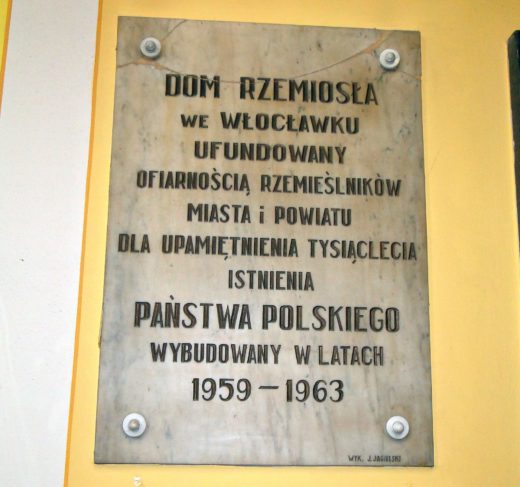 DOM RZEMIOSŁA
WE WŁOCŁAWKU
UFUNDOWANY
OFIARNOŚCIĄ RZEMIEŚLNIKÓW
MIASTA i POWIATU
DLA UPAMIĘTNIENIA TYSIĄCLECIA
ISTNIENIA
PAŃSTWA POLSKIEGO
WYBUDOWANY W LATACH
1959 – 1963
WYK. J. JAGIELSKI